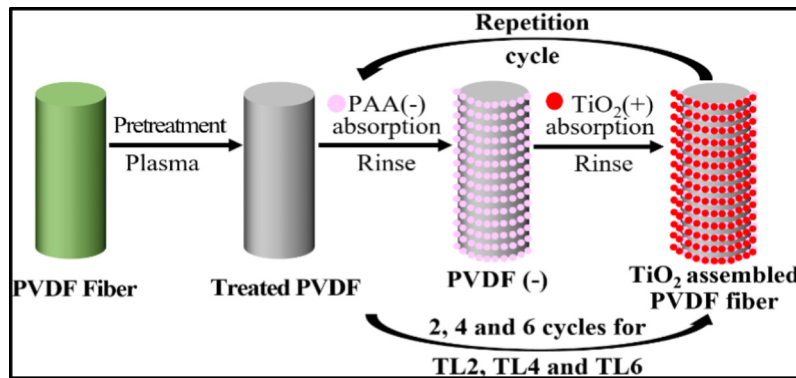 Repetition
cycle
Pretreatment
Plasma
PAA(-)
absorption
Rinse
TiO₂(+)
absorption
Rinse
PVDF Fiber
Treated PVDF
PVDF (-)
TiO₂ assembled
PVDF fiber
2, 4 and 6 cycles for
TL2, TL4 and TL6